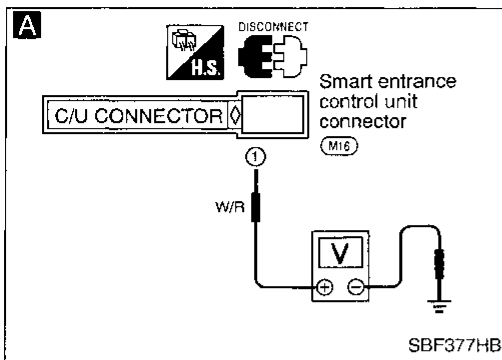 A
DISCONNECT
H.S.
Smart entrance
control unit
connector
C/U CONNECTOR
M16
1
W/R
V
+ −
SBF377HB